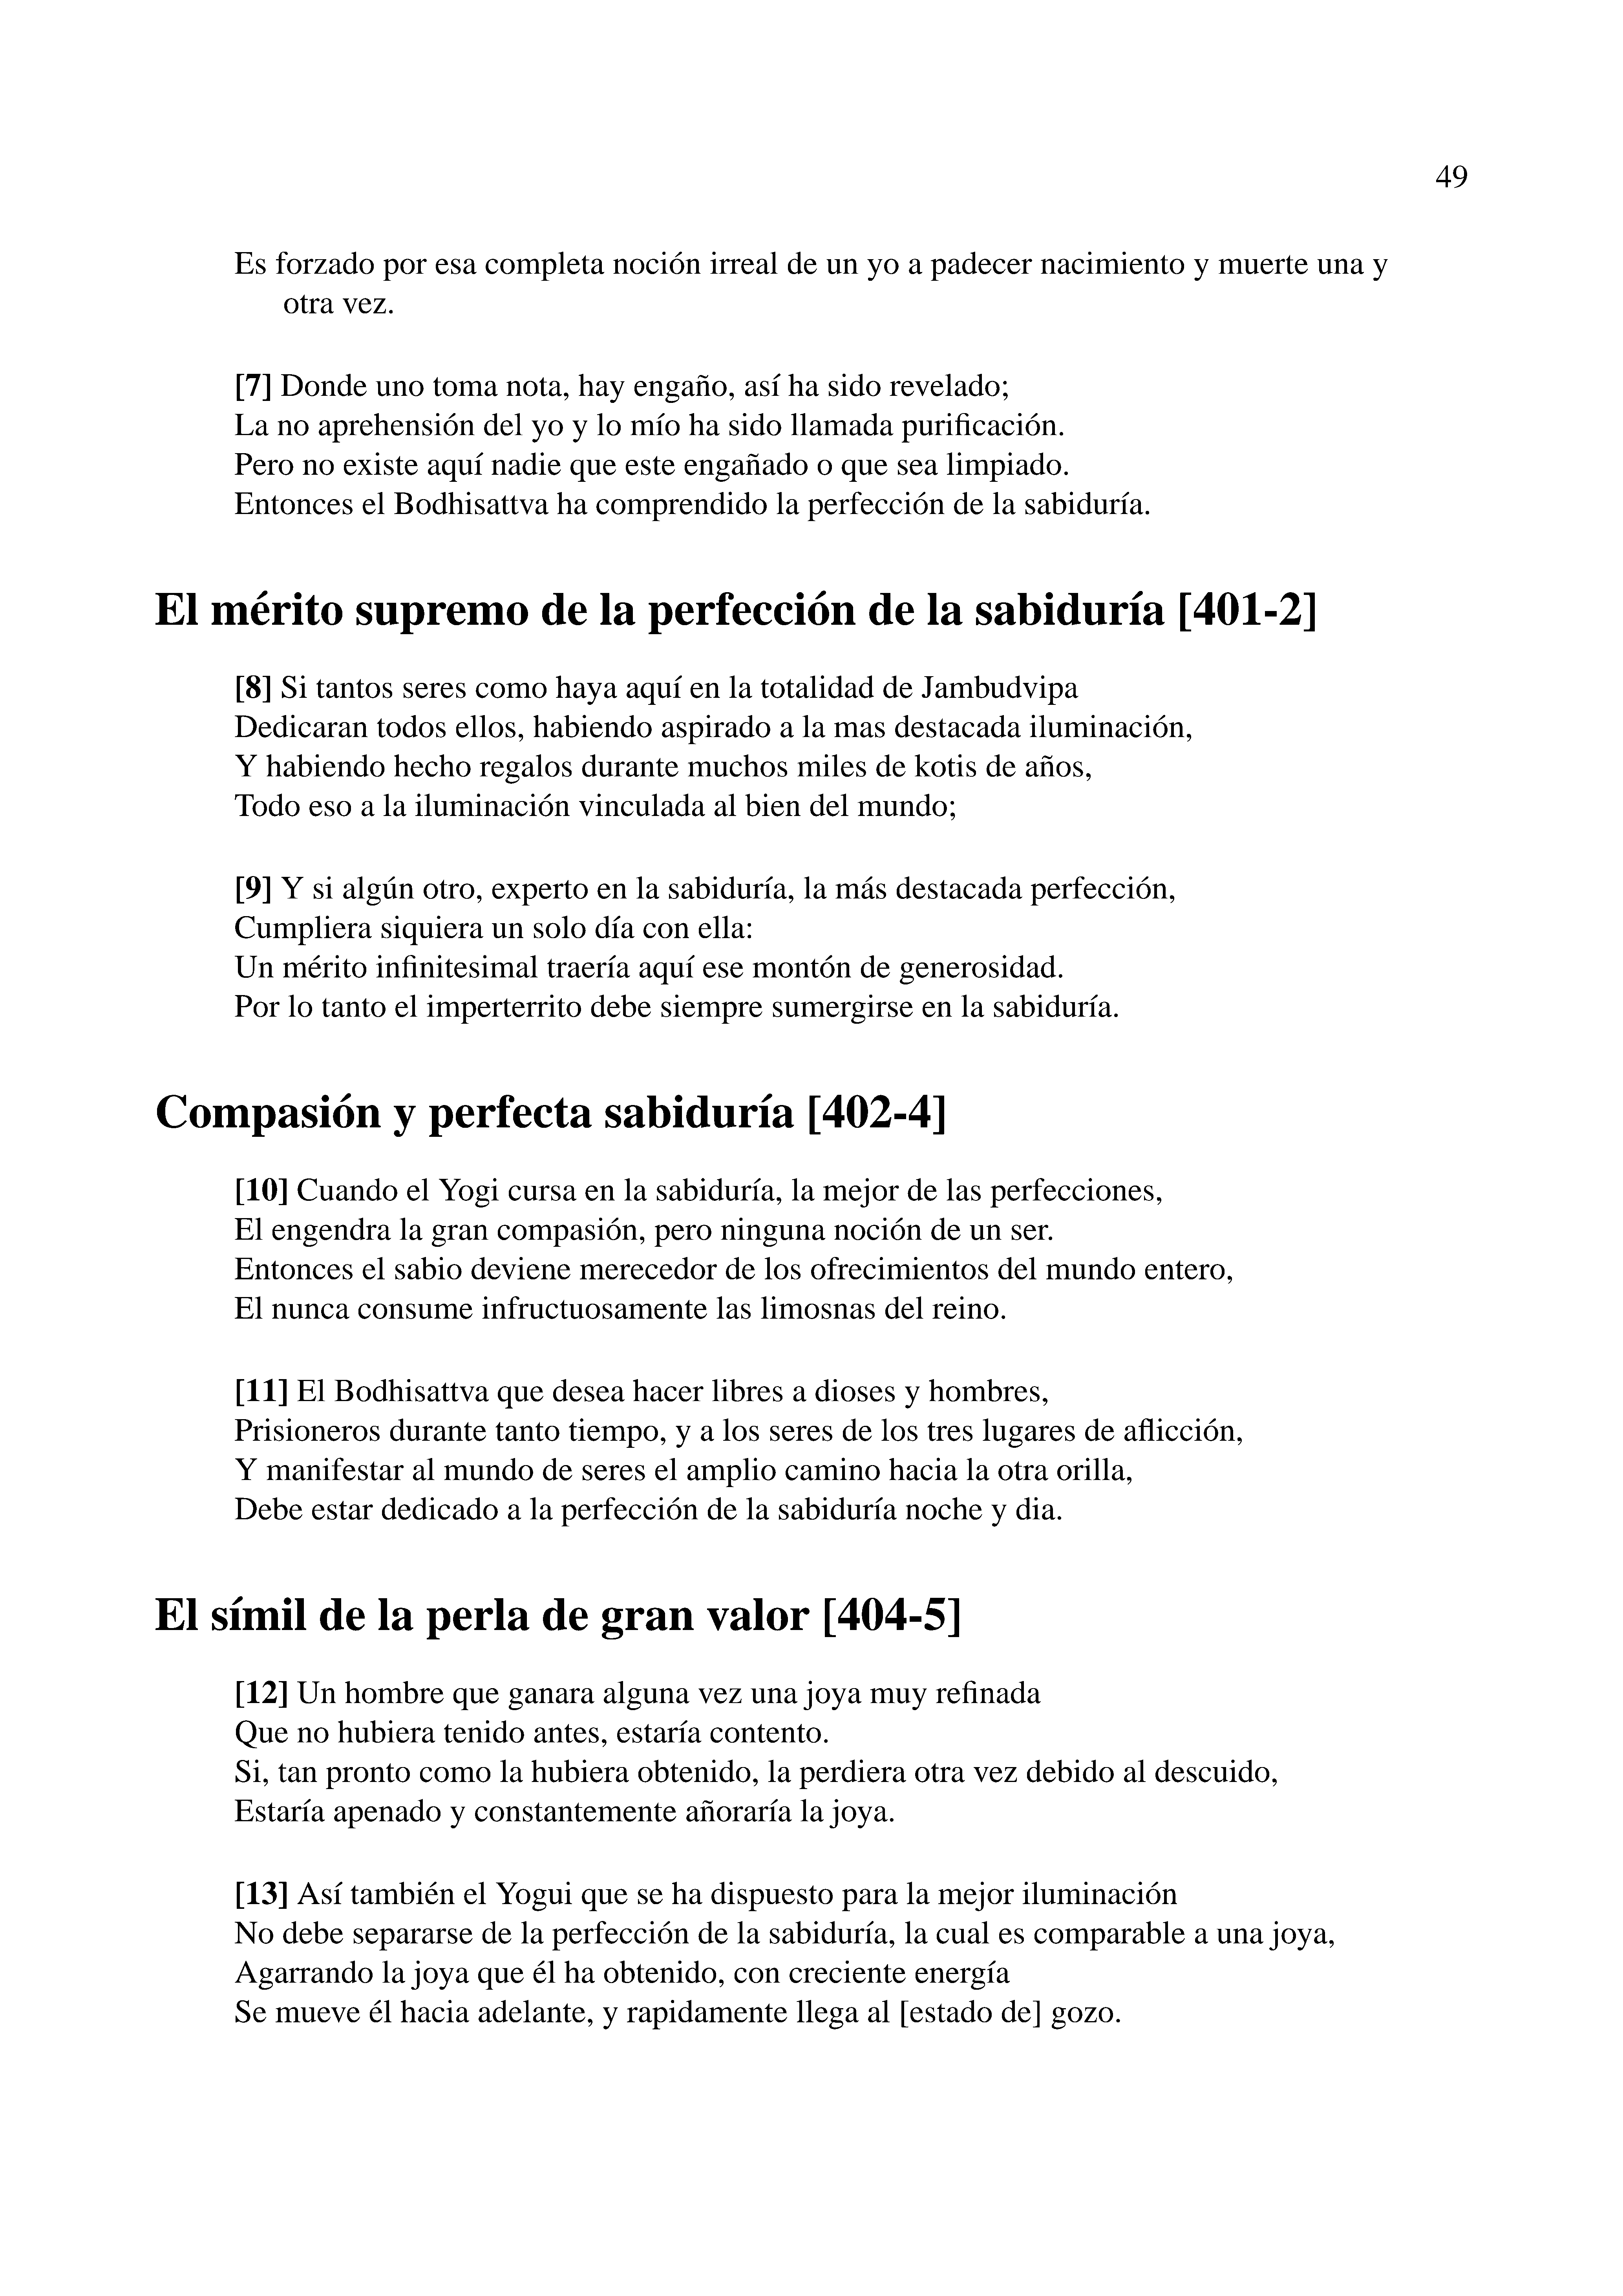 49
Es forzado por esa completa noción irreal de un yo a padecer nacimiento y muerte una y
otra vez.
[7] Donde uno toma nota, hay engaño, así ha sido revelado;
La no aprehensión del yo y lo mío ha sido llamada purificación.
Pero no existe aquí nadie que este engañado o que sea limpiado.
Entonces el Bodhisattva ha comprendido la perfección de la sabiduría.
El mérito supremo de la perfección de la sabiduría [401-2]
[8] Si tantos seres como haya aquí en la totalidad de Jambudvipa
Dedicaran todos ellos, habiendo aspirado a la mas destacada iluminación,
Y habiendo hecho regalos durante muchos miles de kotis de años,
Todo eso a la iluminación vinculada al bien del mundo;
[9] Y si algún otro, experto en la sabiduría, la más destacada perfección,
Cumpliera siquiera un solo día con ella:
Un mérito infinitesimal traería aquí ese montón de generosidad.
Por lo tanto el imperterrito debe siempre sumergirse en la sabiduría.
Compasión y perfecta sabiduría [402-4]
[10] Cuando el Yogi cursa en la sabiduría, la mejor de las perfecciones,
El engendra la gran compasión, pero ninguna noción de un ser.
Entonces el sabio deviene merecedor de los ofrecimientos del mundo entero,
El nunca consume infructuosamente las limosnas del reino.
[11] El Bodhisattva que desea hacer libres a dioses y hombres,
Prisioneros durante tanto tiempo, y a los seres de los tres lugares de aflicción,
Y manifestar al mundo de seres el amplio camino hacia la otra orilla,
Debe estar dedicado a la perfección de la sabiduría noche y dia.
El símil de la perla de gran valor [404-5]
[12] Un hombre que ganara alguna vez una joya muy refinada
Que no hubiera tenido antes, estaría contento.
Si, tan pronto como la hubiera obtenido, la perdiera otra vez debido al descuido,
Estaría apenado y constantemente añoraría la joya.
[13] Así también el Yogui que se ha dispuesto para la mejor iluminación
No debe separarse de la perfección de la sabiduría, la cual es comparable a una joya,
Agarrando la joya que él ha obtenido, con creciente energía
Se mueve él hacia adelante, y rapidamente llega al [estado de] gozo.